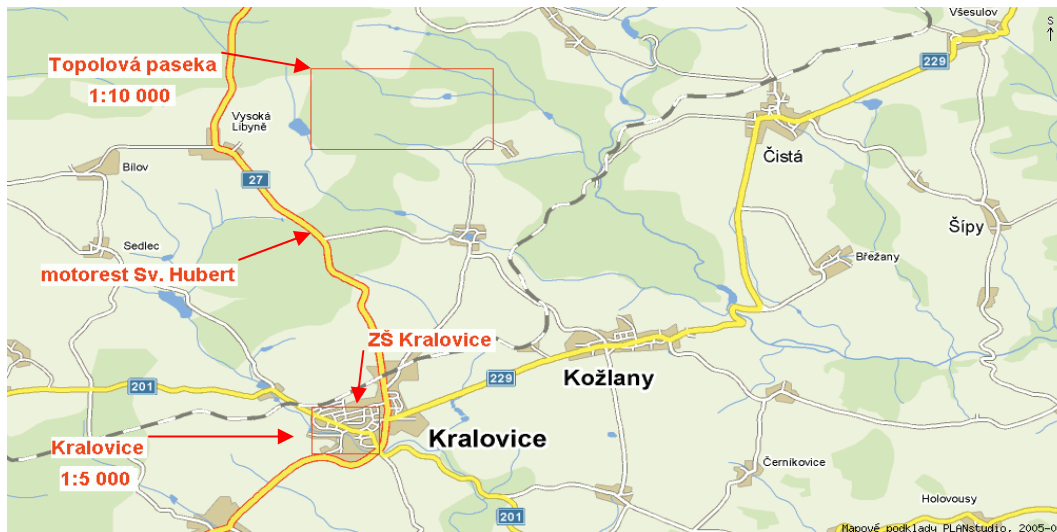 Všesulov
S
229
Topolová paseka
1:10 000
Vysoká
Libyně
Bílov
27
Čistá
Šípy
Sedlec
Břežany
motorest Sv. Hubert
ZŠ Kralovice
201
229
Kožlany
Kralovice
Kralovice
1:5 000
Černíkovice
201
Holovousy
Mapové podklady PLANstudio, 2005-0